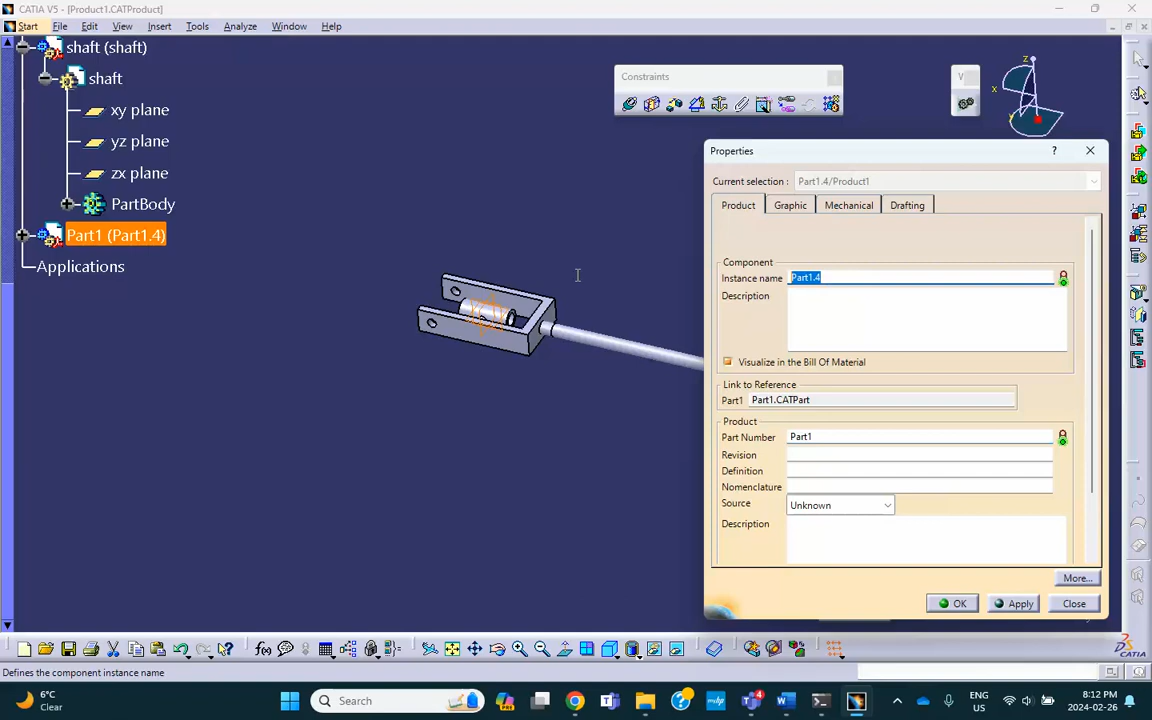 CATIA V5 - [Product1.CATProduct]
Start File Edit View Insert Tools Analyze Window Help
shaft (shaft)
shaft
xy plane
yz plane
zx plane
PartBody
Part1 (Part1.4)
Applications
Constraints
V
z
x
y
Properties
Current selection : Part1.4/Product1
Product Graphic Mechanical Drafting
Component
Instance name Part1.4
Description
Visualize in the Bill Of Material
Link to Reference
Part1 Part1.CATPart
Product
Part Number Part1
Revision
Definition
Nomenclature
Source Unknown
Description
More...
OK Apply Close
f(x)
CATIA
Defines the component instance name
6°C
Clear
Search
PRE
mdp
4
ENG
US
8:12 PM
2024-02-26